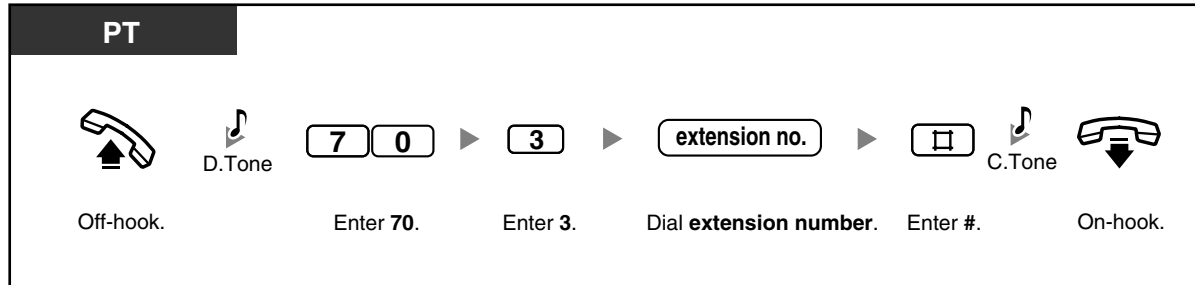 PT
7 0 3 extension no. #
D.Tone C.Tone
Off-hook. Enter 70. Enter 3. Dial extension number. Enter #. On-hook.